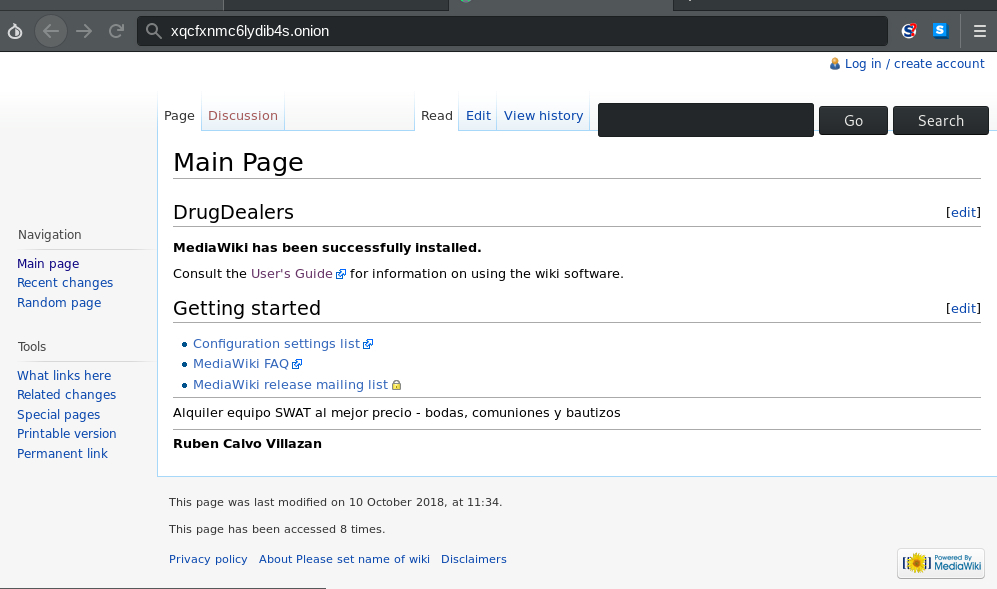 xqcfxnmc6lydib4s.onion
Log in / create account
Page Discussion Read Edit View history Go Search
Main Page
DrugDealers [edit]
MediaWiki has been successfully installed.
Consult the User's Guide for information on using the wiki software.
Getting started [edit]
Configuration settings list
MediaWiki FAQ
MediaWiki release mailing list
Alquiler equipo SWAT al mejor precio - bodas, comuniones y bautizos
Ruben Calvo Villazan
Navigation
Main page
Recent changes
Random page
Tools
What links here
Related changes
Special pages
Printable version
Permanent link
This page was last modified on 10 October 2018, at 11:34.
This page has been accessed 8 times.
Privacy policy About Please set name of wiki Disclaimers
Powered By
MediaWiki